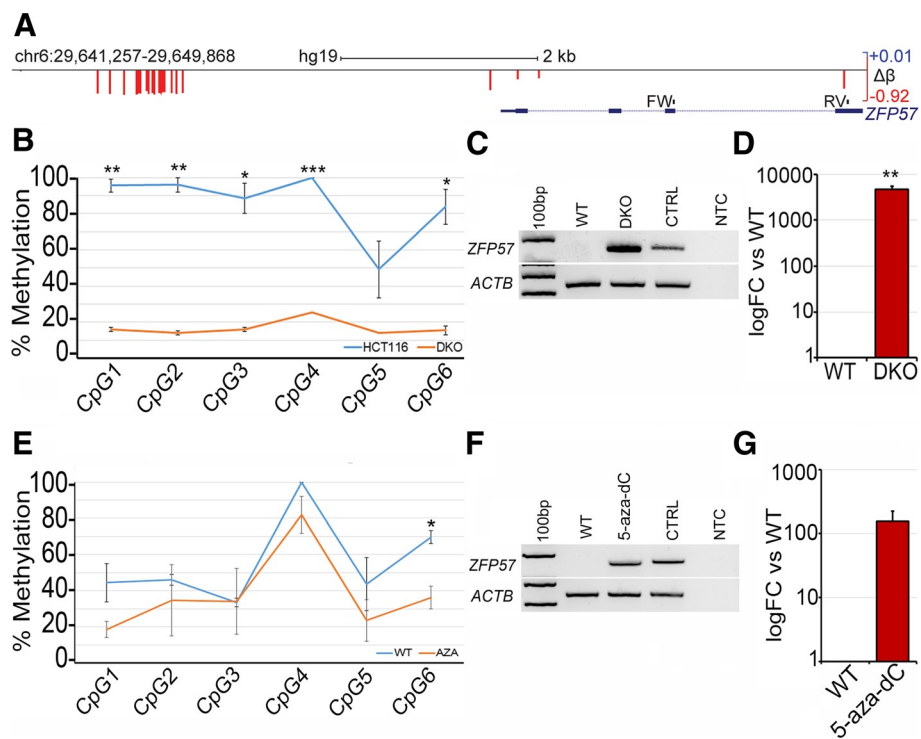 A
chr6:29,641,257-29,649,868 hg19 2 kb +0.01
Δβ
-0.92
FW RV ZFP57
B
100
80
60
40
20
0
% Methylation
** ** * *** *
HCT116 DKO
CpG1 CpG2 CpG3 CpG4 CpG5 CpG6
C
100bp WT DKO CTRL NTC
ZFP57
ACTB
D
10000
1000
100
10
1
logFC vs WT
**
WT DKO
E
100
80
60
40
20
0
% Methylation
*
WT AZA
CpG1 CpG2 CpG3 CpG4 CpG5 CpG6
F
100bp WT 5-aza-dC CTRL NTC
ZFP57
ACTB
G
1000
100
10
1
logFC vs WT
WT 5-aza-dC